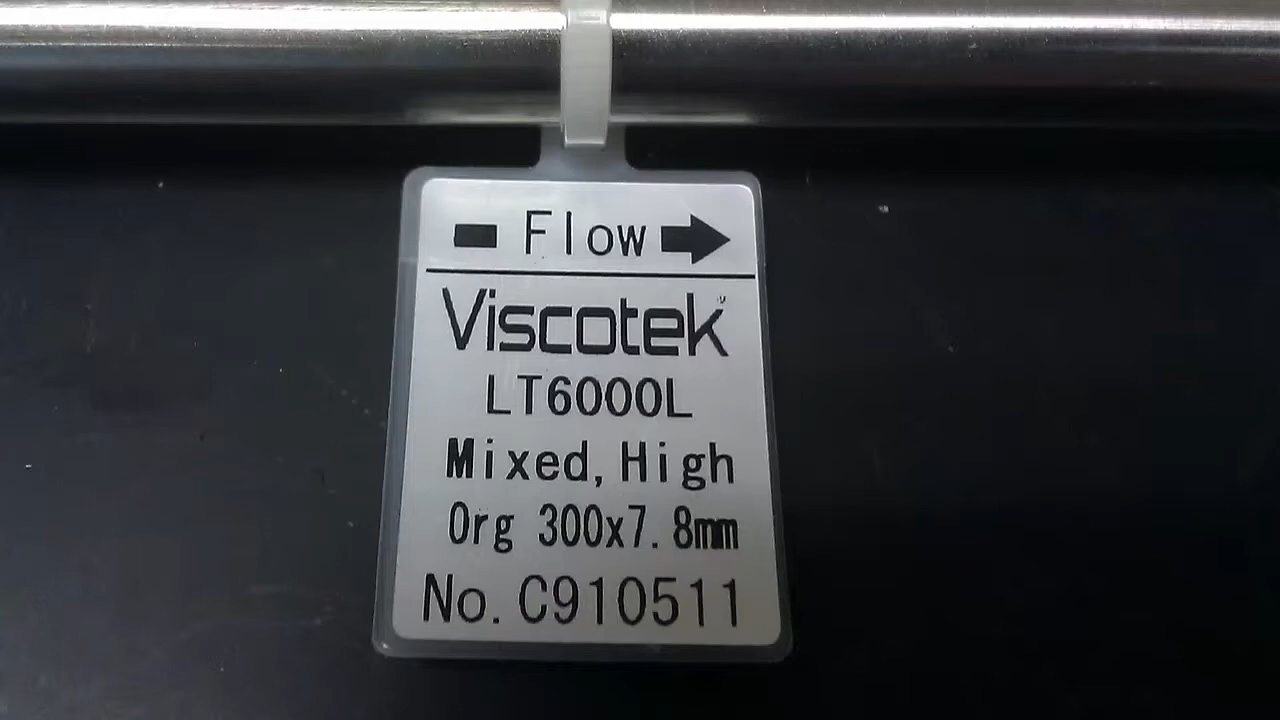 Flow
Viscotek
LT6000L
Mixed, High
Org 300x7.8mm
No. C910511